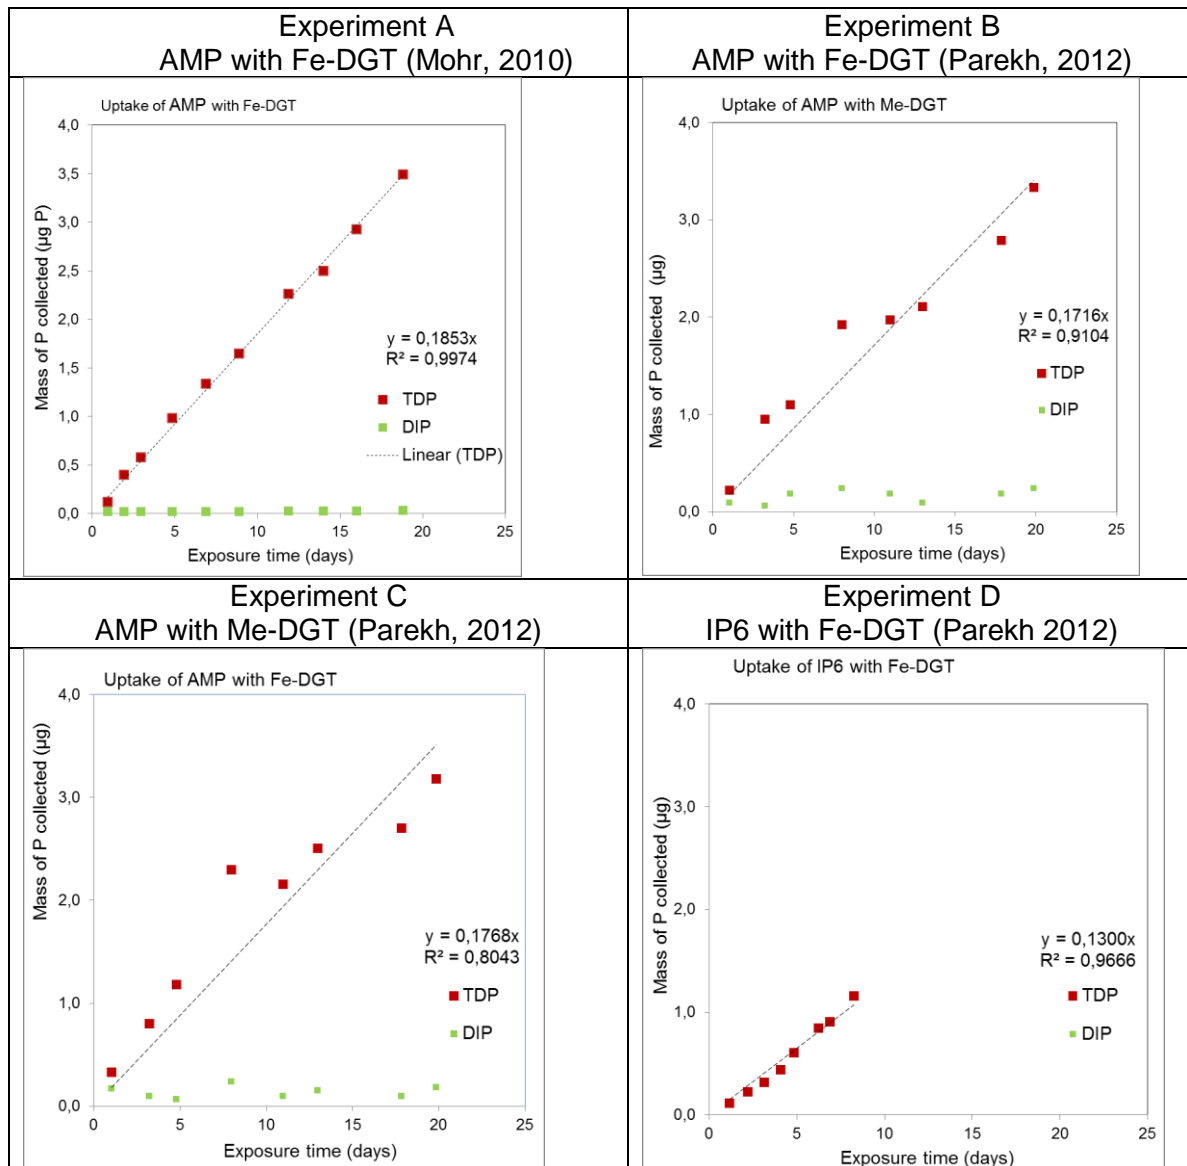 Experiment A
AMP with Fe-DGT (Mohr, 2010)
Uptake of AMP with Fe-DGT
4,0
3,5
3,0
2,5
2,0
1,5
1,0
0,5
0,0
Mass of P collected (µg P)
y = 0,1853x
R² = 0,9974
TDP
DIP
Linear (TDP)
0 5 10 15 20 25
Exposure time (days)
Experiment B
AMP with Fe-DGT (Parekh, 2012)
Uptake of AMP with Me-DGT
4,0
3,0
2,0
1,0
0,0
Mass of P collected (µg)
y = 0,1716x
R² = 0,9104
TDP
DIP
0 5 10 15 20 25
Exposure time (days)
Experiment C
AMP with Me-DGT (Parekh, 2012)
Uptake of AMP with Fe-DGT
4,0
3,0
2,0
1,0
0,0
Mass of P collected (µg)
y = 0,1768x
R² = 0,8043
TDP
DIP
0 5 10 15 20 25
Exposure time (days)
Experiment D
IP6 with Fe-DGT (Parekh 2012)
Uptake of IP6 with Fe-DGT
4,0
3,0
2,0
1,0
0,0
Mass of P collected (µg)
y = 0,1300x
R² = 0,9666
TDP
DIP
0 5 10 15 20 25
Exposure time (days)